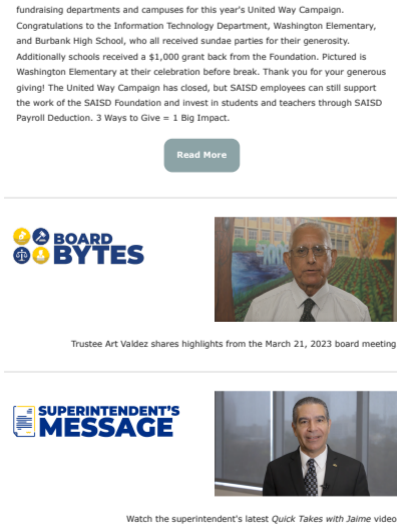 fundraising departments and campuses for this year's United Way Campaign.
Congratulations to the Information Technology Department, Washington Elementary,
and Burbank High School, who all received sundae parties for their generosity.
Additionally schools received a $1,000 grant back from the Foundation. Pictured is
Washington Elementary at their celebration before break. Thank you for your generous
giving! The United Way Campaign has closed, but SAISD employees can still support
the work of the SAISD Foundation and invest in students and teachers through SAISD
Payroll Deduction. 3 Ways to Give = 1 Big Impact.
Read More
BOARD
BYTES
Trustee Art Valdez shares highlights from the March 21, 2023 board meeting
SUPERINTENDENT'S
MESSAGE
Watch the superintendent's latest Quick Takes with Jaime video